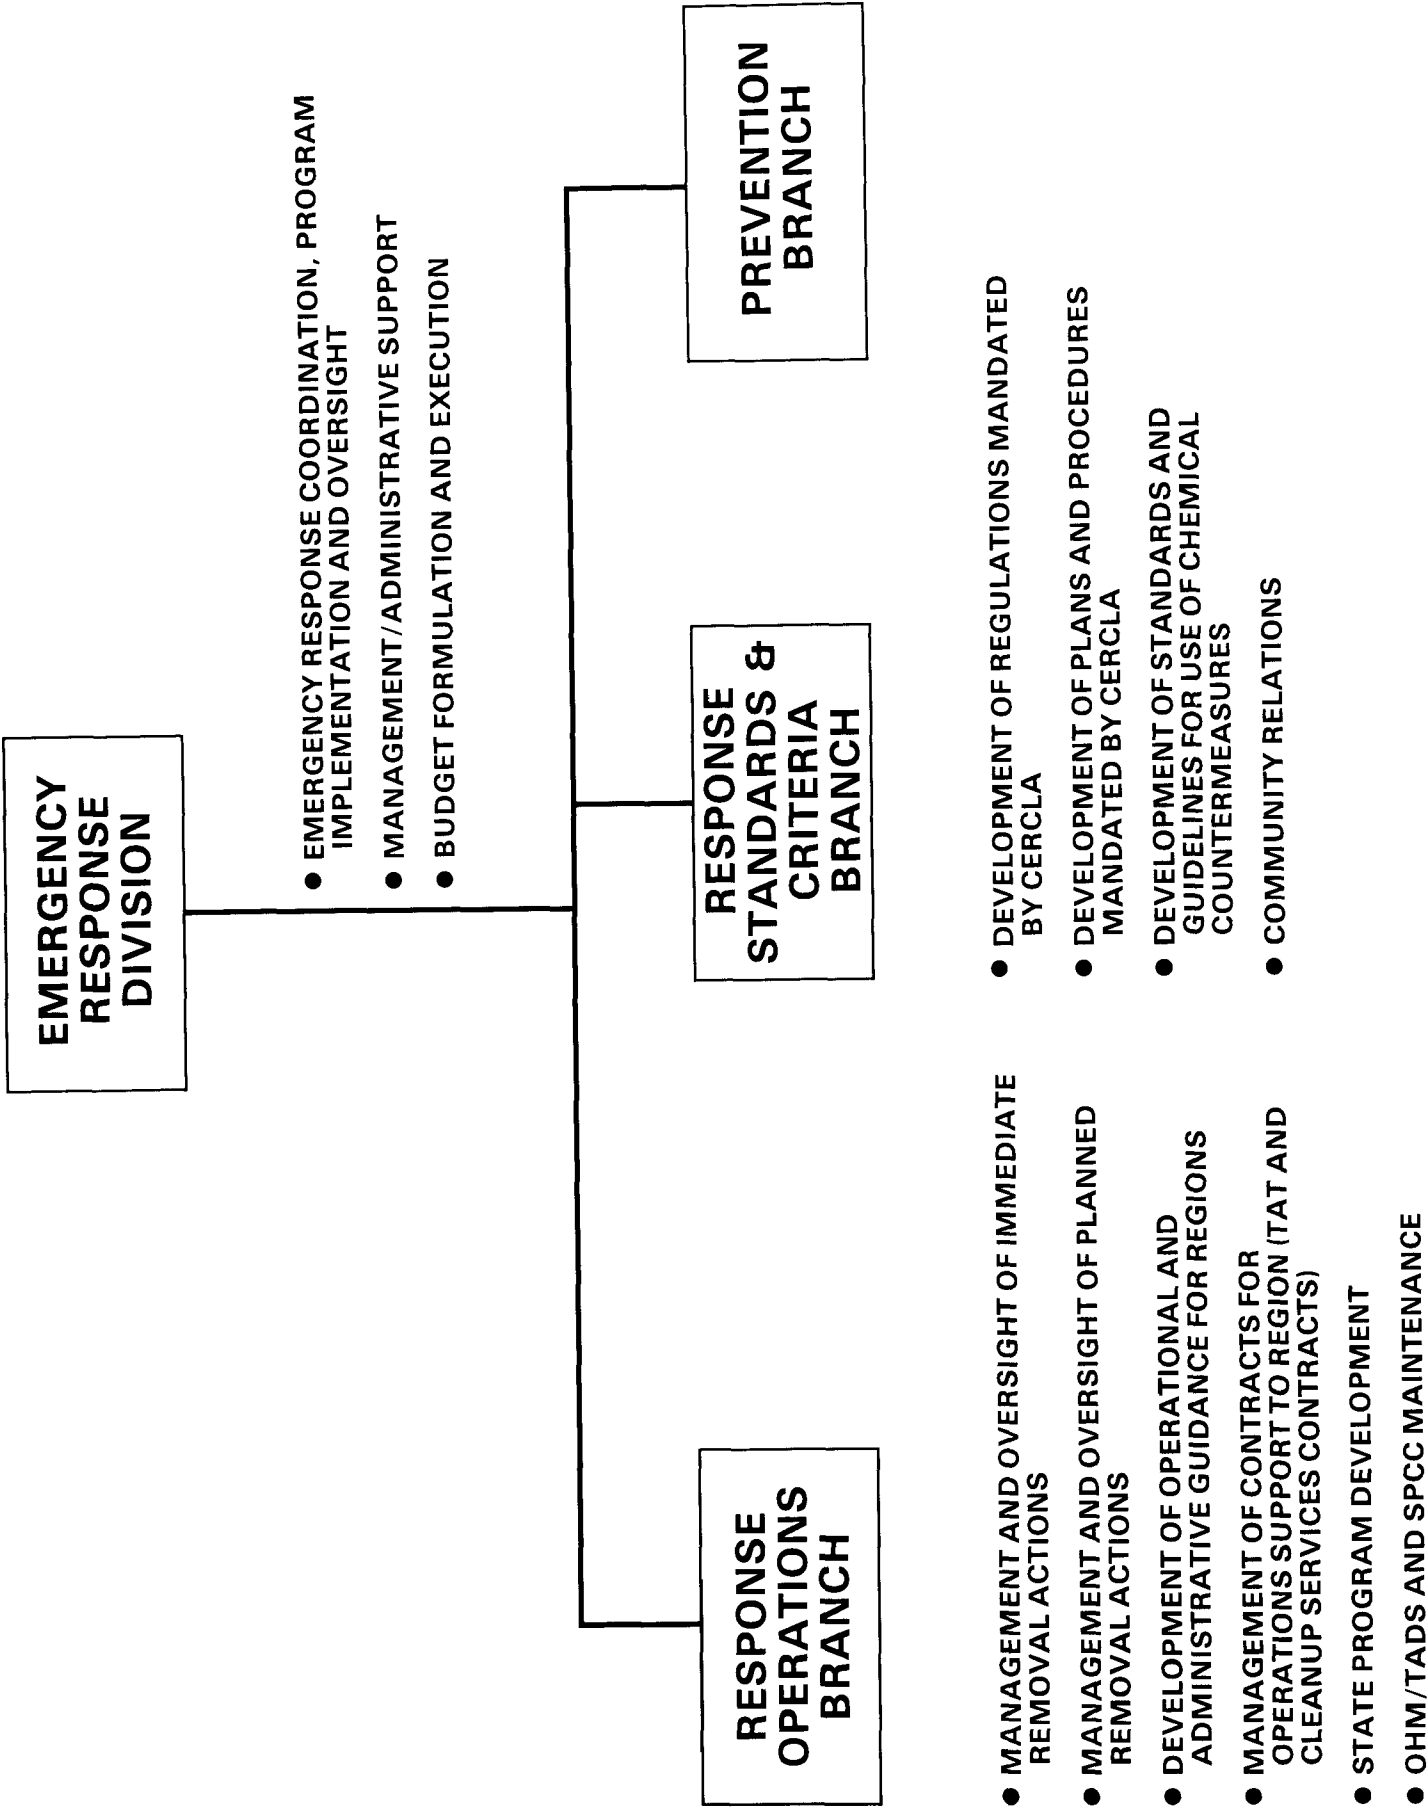 EMERGENCY
RESPONSE
DIVISION
● EMERGENCY RESPONSE COORDINATION, PROGRAM
IMPLEMENTATION AND OVERSIGHT
● MANAGEMENT/ADMINISTRATIVE SUPPORT
● BUDGET FORMULATION AND EXECUTION
RESPONSE
OPERATIONS
BRANCH
RESPONSE
STANDARDS &
CRITERIA
BRANCH
PREVENTION
BRANCH
● MANAGEMENT AND OVERSIGHT OF IMMEDIATE
REMOVAL ACTIONS
● MANAGEMENT AND OVERSIGHT OF PLANNED
REMOVAL ACTIONS
● DEVELOPMENT OF OPERATIONAL AND
ADMINISTRATIVE GUIDANCE FOR REGIONS
● MANAGEMENT OF CONTRACTS FOR
OPERATIONS SUPPORT TO REGION (TAT AND
CLEANUP SERVICES CONTRACTS)
● STATE PROGRAM DEVELOPMENT
● OHM/TADS AND SPCC MAINTENANCE
● DEVELOPMENT OF REGULATIONS MANDATED
BY CERCLA
● DEVELOPMENT OF PLANS AND PROCEDURES
MANDATED BY CERCLA
● DEVELOPMENT OF STANDARDS AND
GUIDELINES FOR USE OF CHEMICAL
COUNTERMEASURES
● COMMUNITY RELATIONS